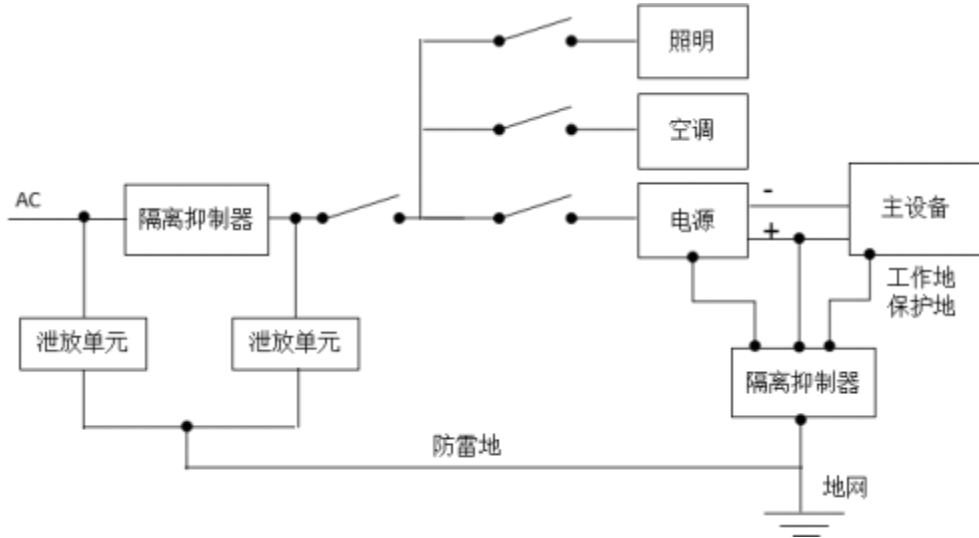 照明
空调
AC
隔离抑制器
电源
-
+
主设备
工作地
保护地
泄放单元
泄放单元
隔离抑制器
防雷地
地网